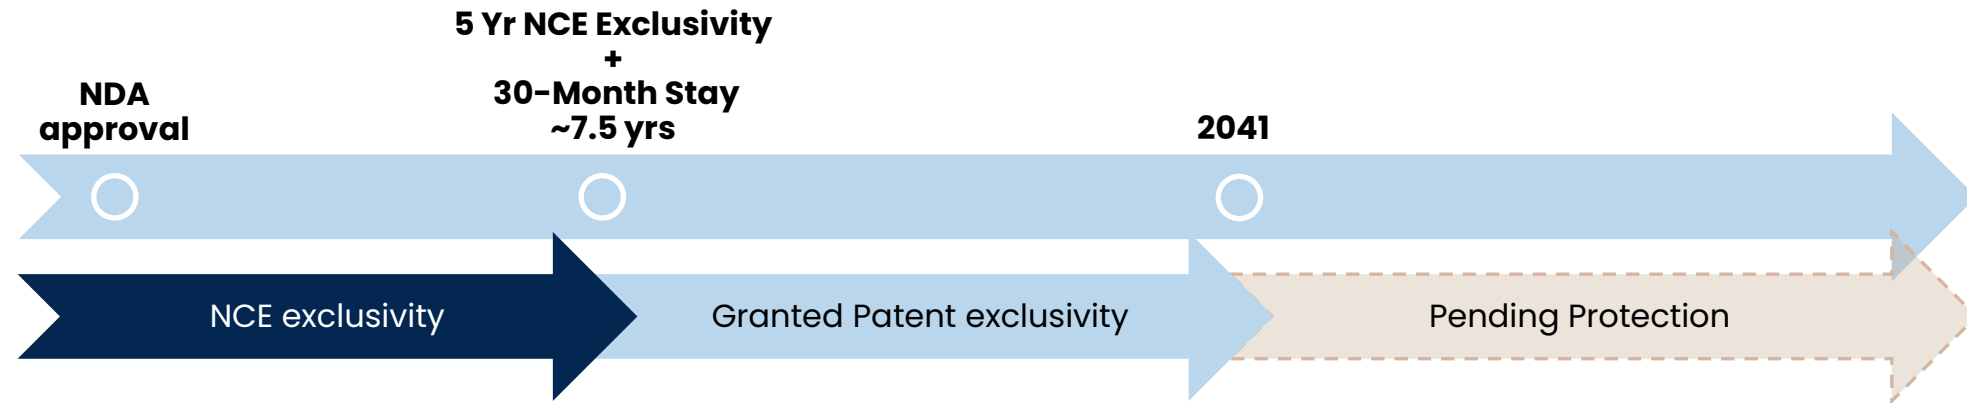 NDA
approval
5 Yr NCE Exclusivity
+
30-Month Stay
~7.5 yrs
2041
NCE exclusivity
Granted Patent exclusivity
Pending Protection